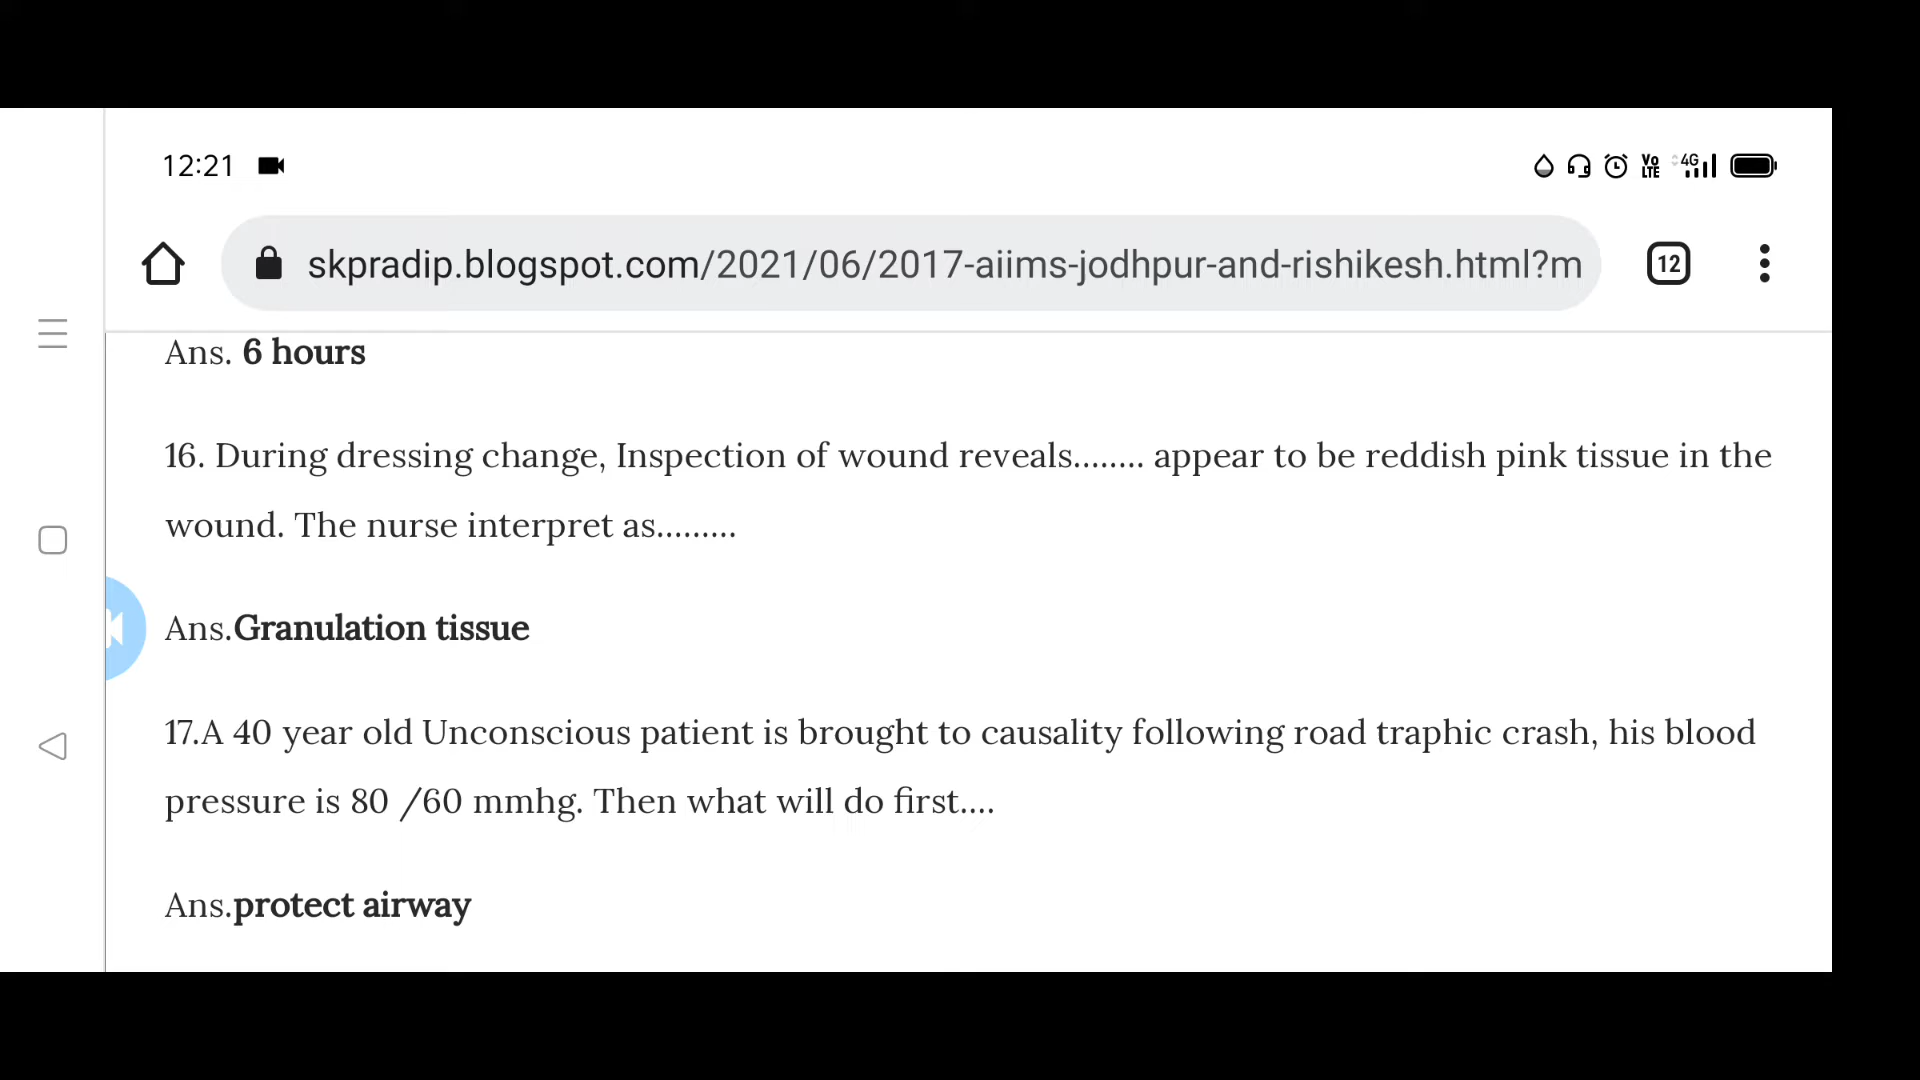 12:21 Vo LTE 4G
skpradip.blogspot.com/2021/06/2017-aiims-jodhpur-and-rishikesh.html?m 12
Ans. 6 hours
16. During dressing change, Inspection of wound reveals........ appear to be reddish pink tissue in the
wound. The nurse interpret as.........
Ans.Granulation tissue
17.A 40 year old Unconscious patient is brought to causality following road traphic crash, his blood
pressure is 80 /60 mmhg. Then what will do first....
Ans.protect airway